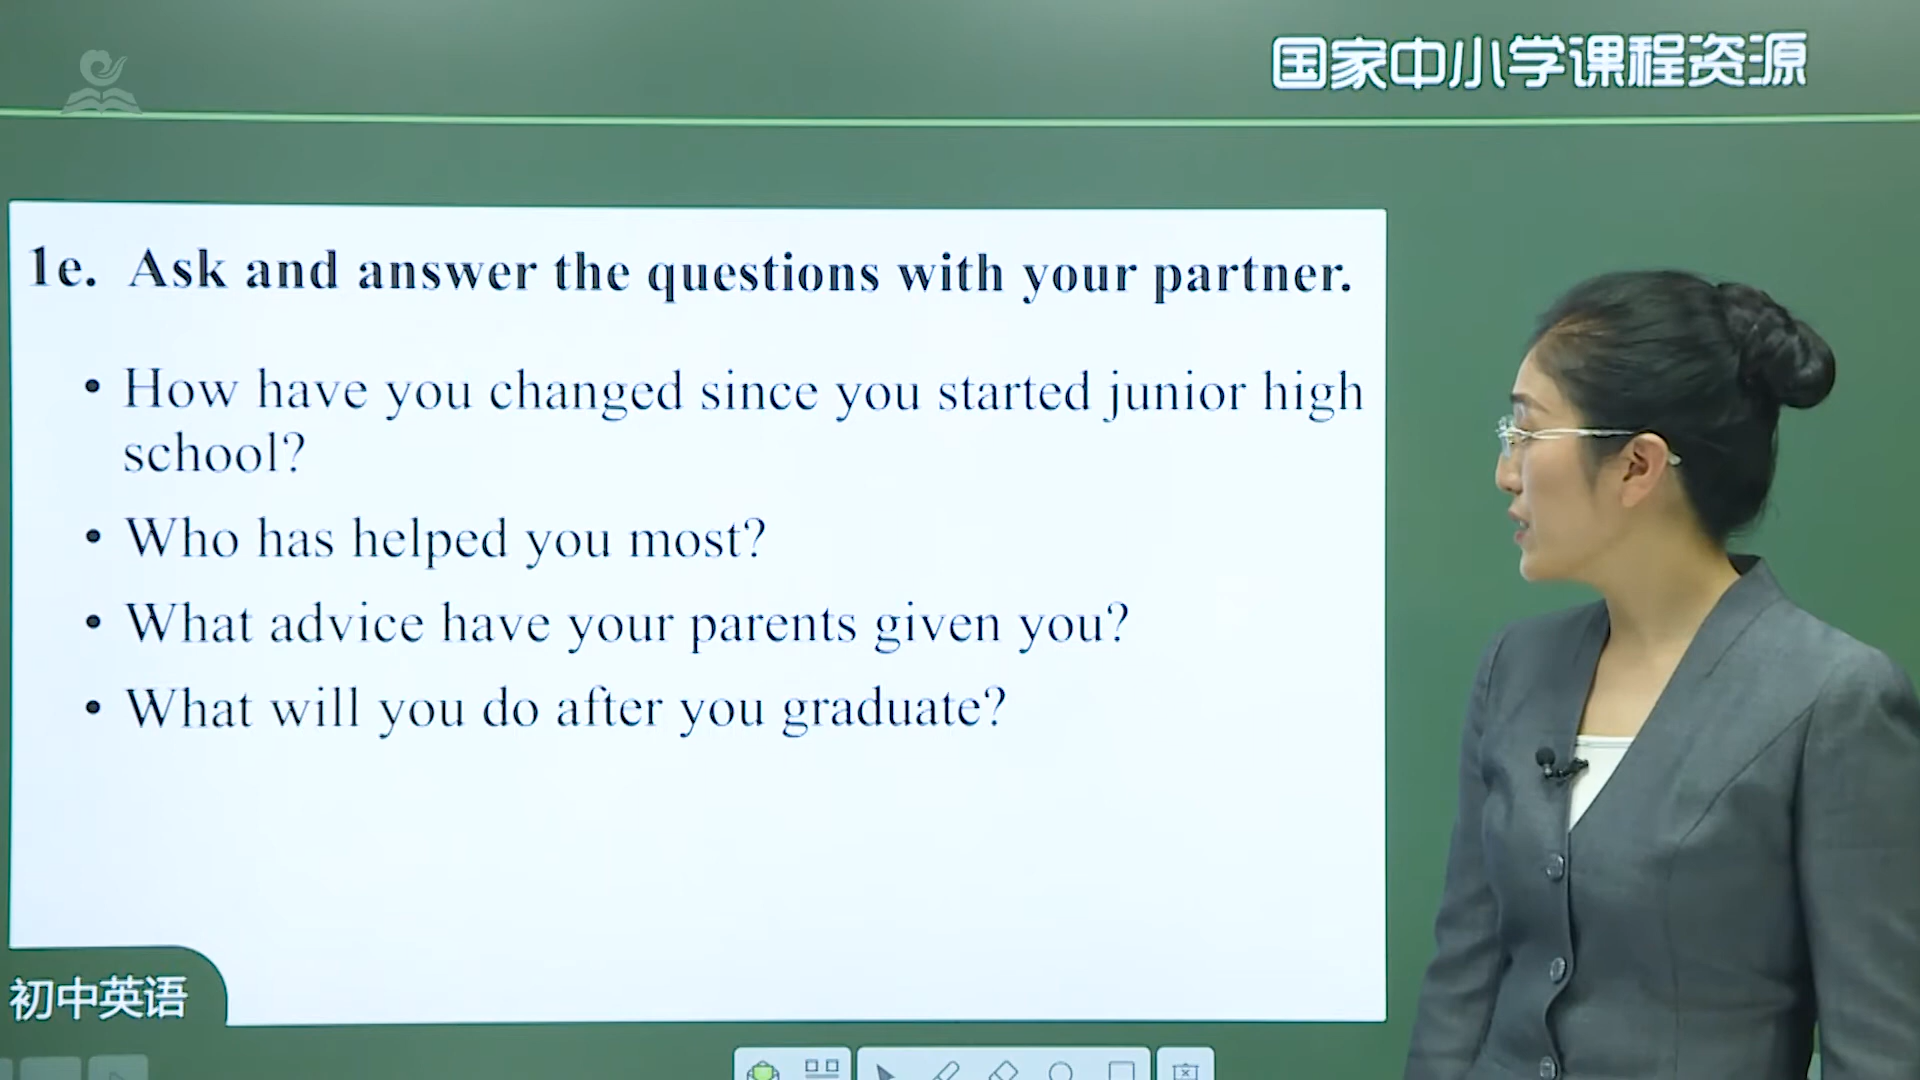 国家中小学课程资源
1e. Ask and answer the questions with your partner.
• How have you changed since you started junior high
school?
• Who has helped you most?
• What advice have your parents given you?
• What will you do after you graduate?
初中英语